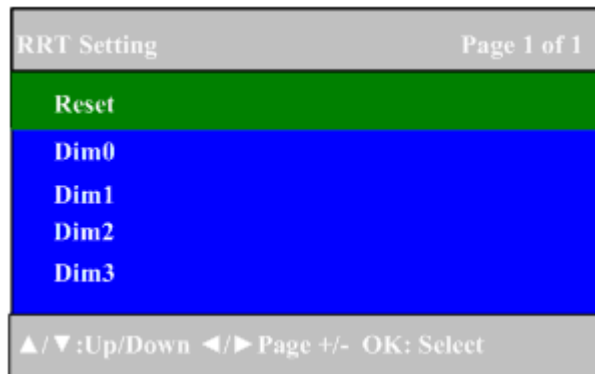 RRT Setting Page 1 of 1
Reset
Dim0
Dim1
Dim2
Dim3
▲/▼:Up/Down ◄/► Page +/- OK: Select